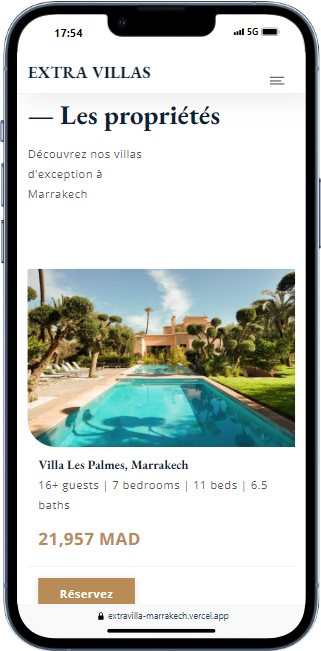 17:54
5G
EXTRA VILLAS
— Les propriétés
Découvrez nos villas
d'exception à
Marrakech
Villa Les Palmes, Marrakech
16+ guests | 7 bedrooms | 11 beds | 6.5
baths
21,957 MAD
Réservez
extravilla-marrakech.vercel.app